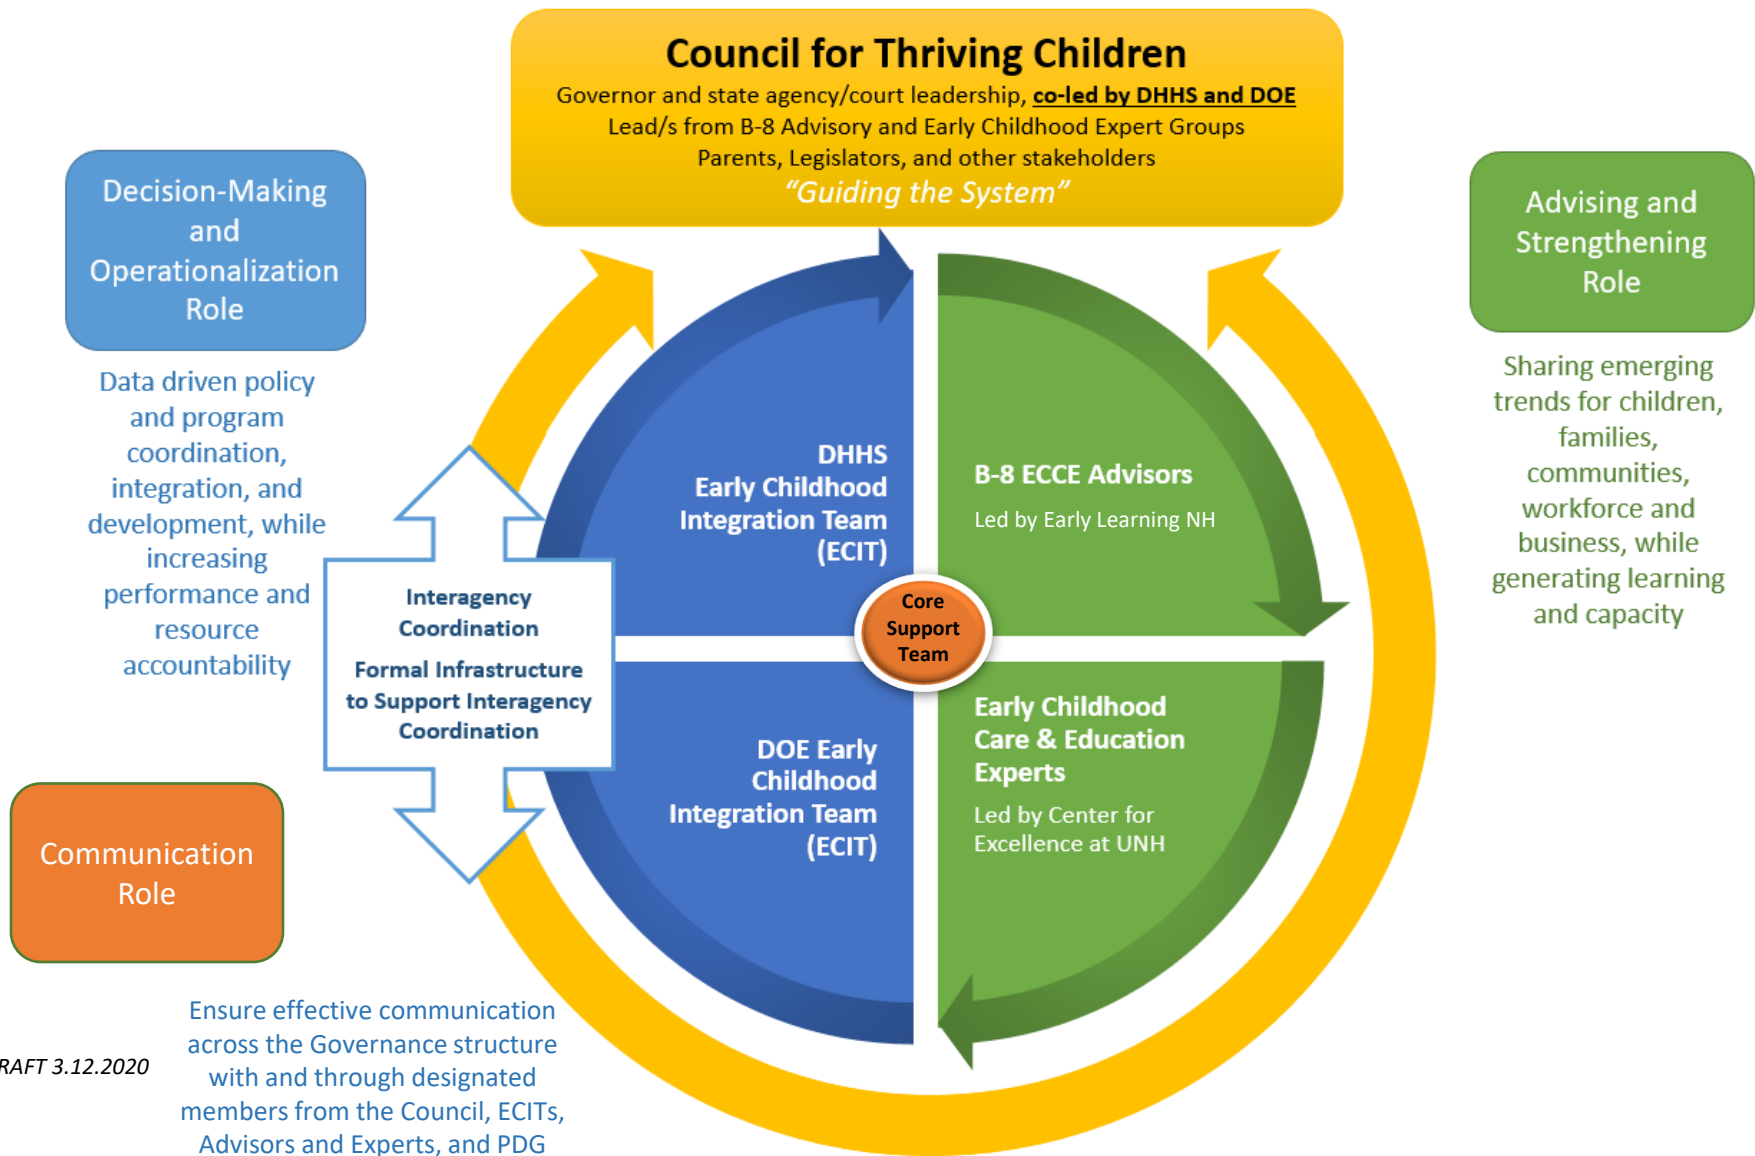 Council for Thriving Children
Governor and state agency/court leadership, co-led by DHHS and DOE
Lead/s from B-8 Advisory and Early Childhood Expert Groups
Parents, Legislators, and other stakeholders
“Guiding the System”
Decision-Making
and
Operationalization
Role
Data driven policy
and program
coordination,
integration, and
development, while
increasing
performance and
resource
accountability
Advising and
Strengthening
Role
Sharing emerging
trends for children,
families,
communities,
workforce and
business, while
generating learning
and capacity
DHHS
Early Childhood
Integration Team
(ECIT)
B-8 ECCE Advisors
Led by Early Learning NH
Core
Support
Team
Interagency
Coordination
Formal Infrastructure
to Support Interagency
Coordination
DOE Early
Childhood
Integration Team
(ECIT)
Early Childhood
Care & Education
Experts
Led by Center for
Excellence at UNH
Communication
Role
Ensure effective communication
across the Governance structure
with and through designated
members from the Council, ECITs,
Advisors and Experts, and PDG
RAFT 3.12.2020